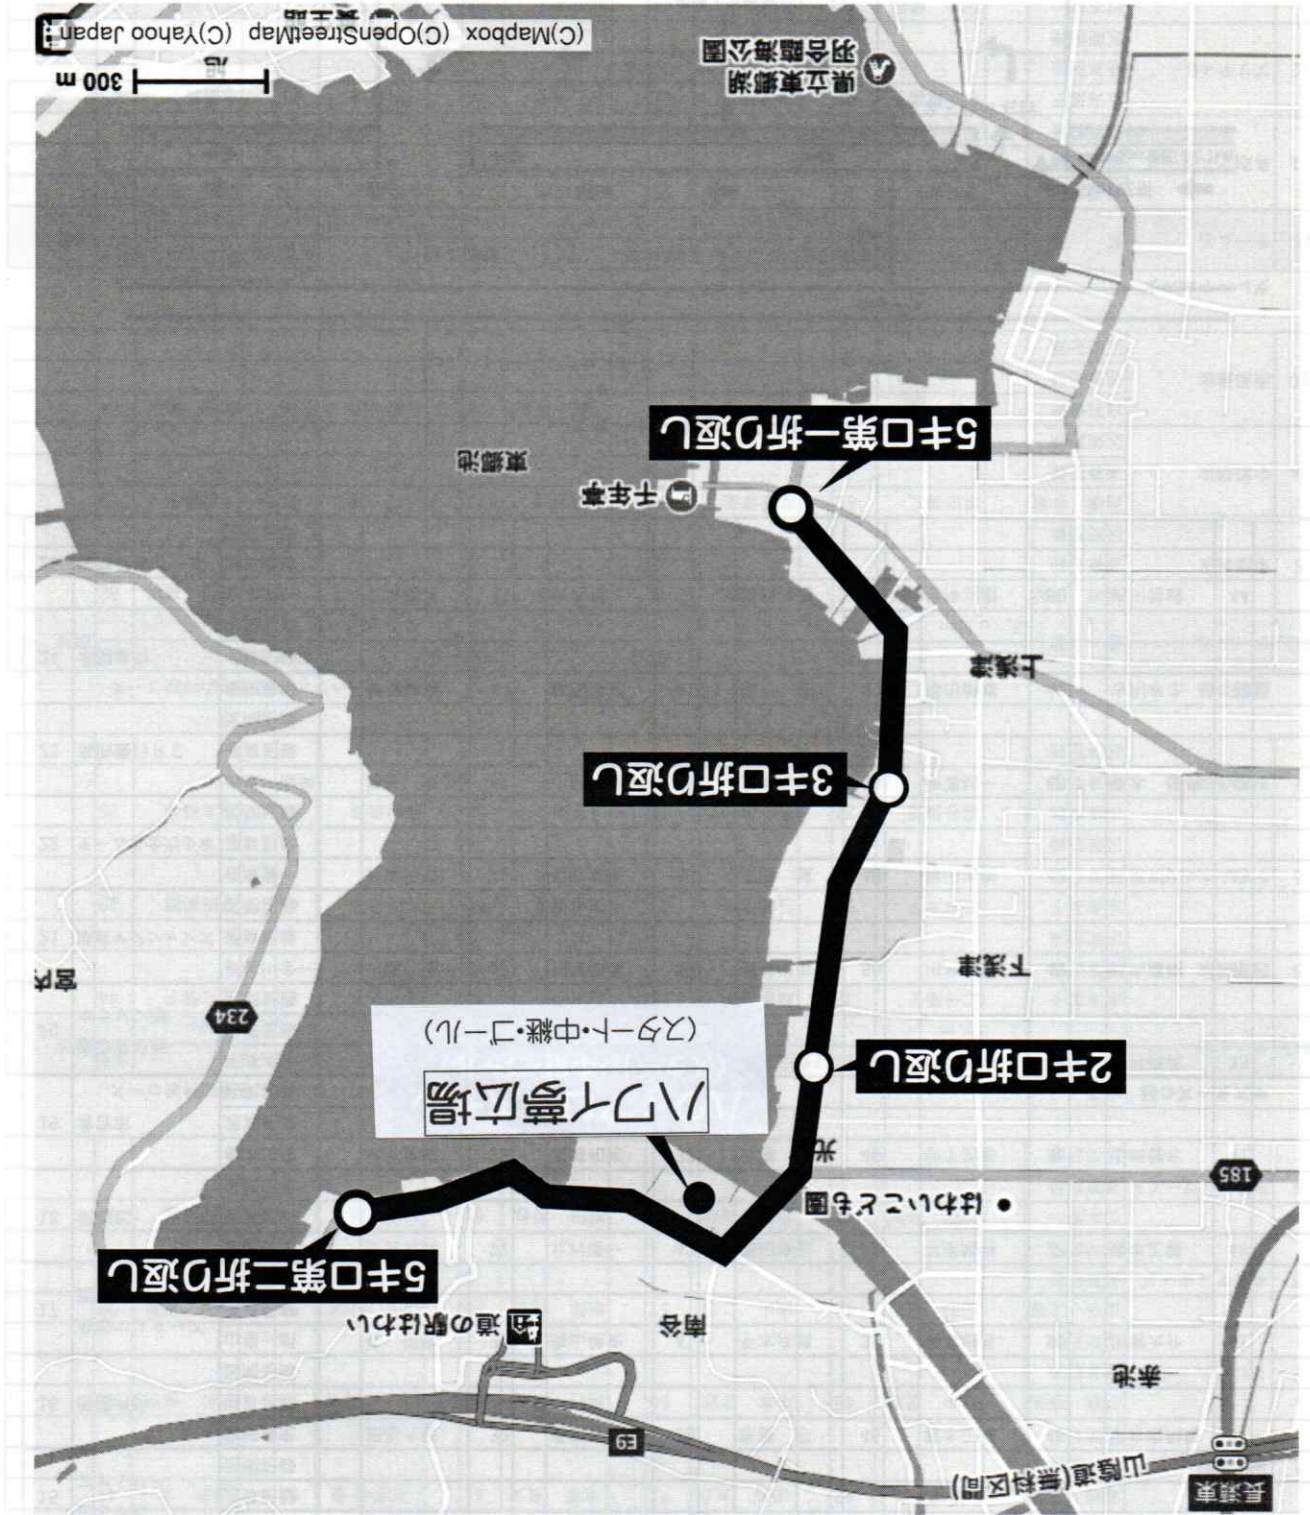 長瀬東
山陰道(無料区間)
E9
赤池
道の駅はわい
南谷
5キロ第二折り返し
はわいこども園
185
光
ハワイ夢広場
(スタート・中継・ゴール)
2キロ折り返し
234
宮内
下浅津
3キロ折り返し
上浅津
千年亭
東郷池
5キロ第一折り返し
県立東郷湖
羽合臨海公園
300 m
(C)Mapbox (C)OpenStreetMap (C)Yahoo Japan